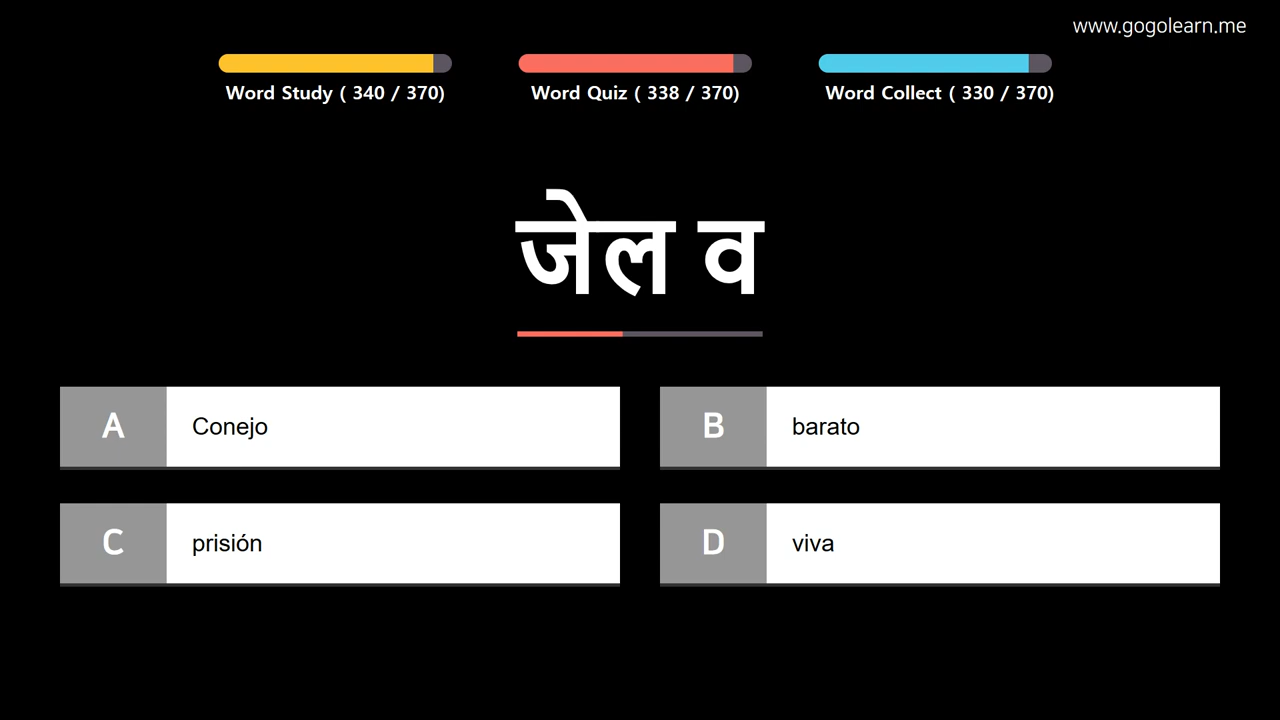 www.gogolearn.me
Word Study ( 340 / 370)
Word Quiz ( 338 / 370)
Word Collect ( 330 / 370)
जेल व
A Conejo
B barato
C prisión
D viva